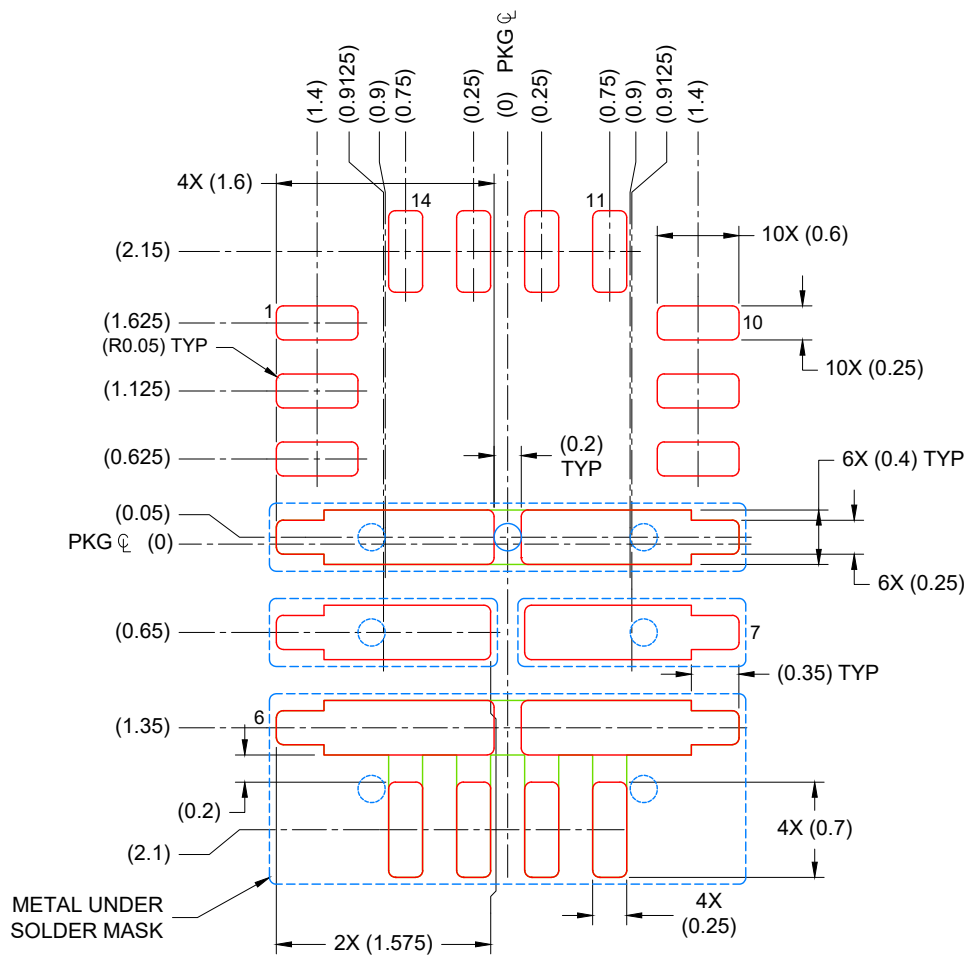 PKG ℄
(1.4)
(0.9125)
(0.9)
(0.75)
(0.25)
(0)
(0.25)
(0.75)
(0.9)
(0.9125)
(1.4)
4X (1.6)
14
11
(2.15)
10X (0.6)
1
(1.625)
10
(R0.05) TYP
10X (0.25)
(1.125)
(0.2)
TYP
(0.625)
6X (0.4) TYP
(0.05)
PKG ℄ (0)
6X (0.25)
(0.65)
7
(0.35) TYP
6
(1.35)
(0.2)
4X (0.7)
(2.1)
METAL UNDER
SOLDER MASK
4X
(0.25)
2X (1.575)